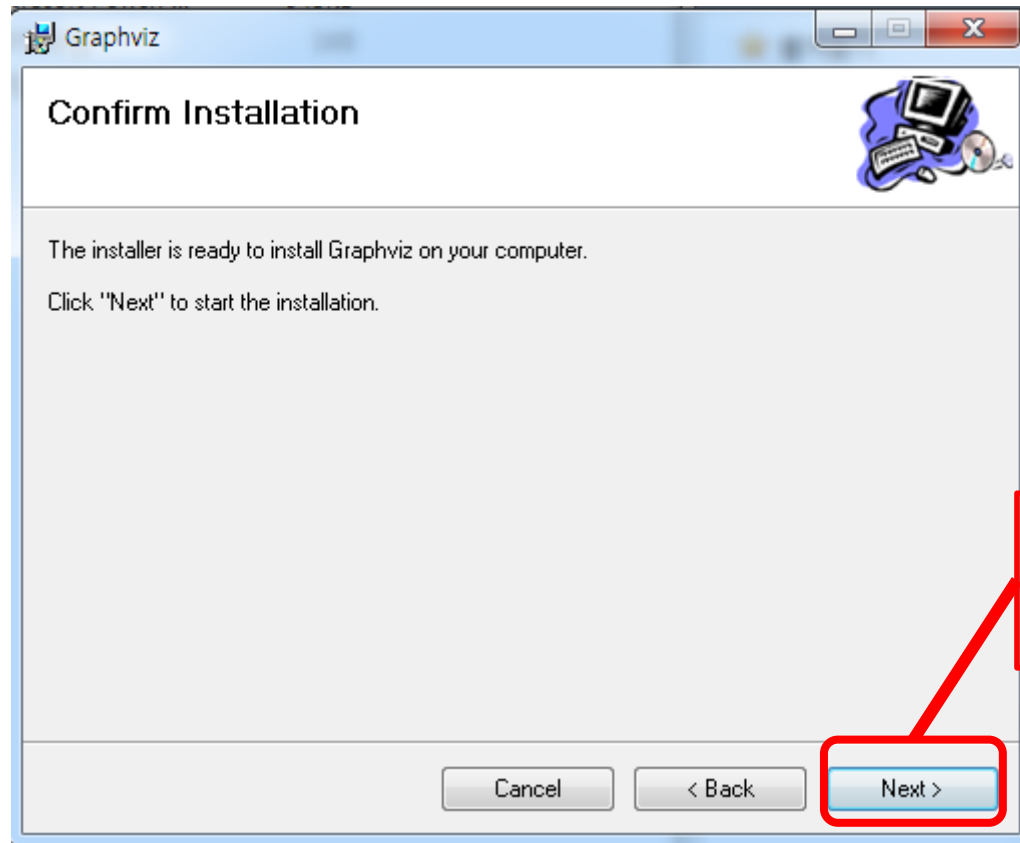 Graphviz
Confirm Installation
The installer is ready to install Graphviz on your computer.
Click "Next" to start the installation.
Cancel
< Back
Next >